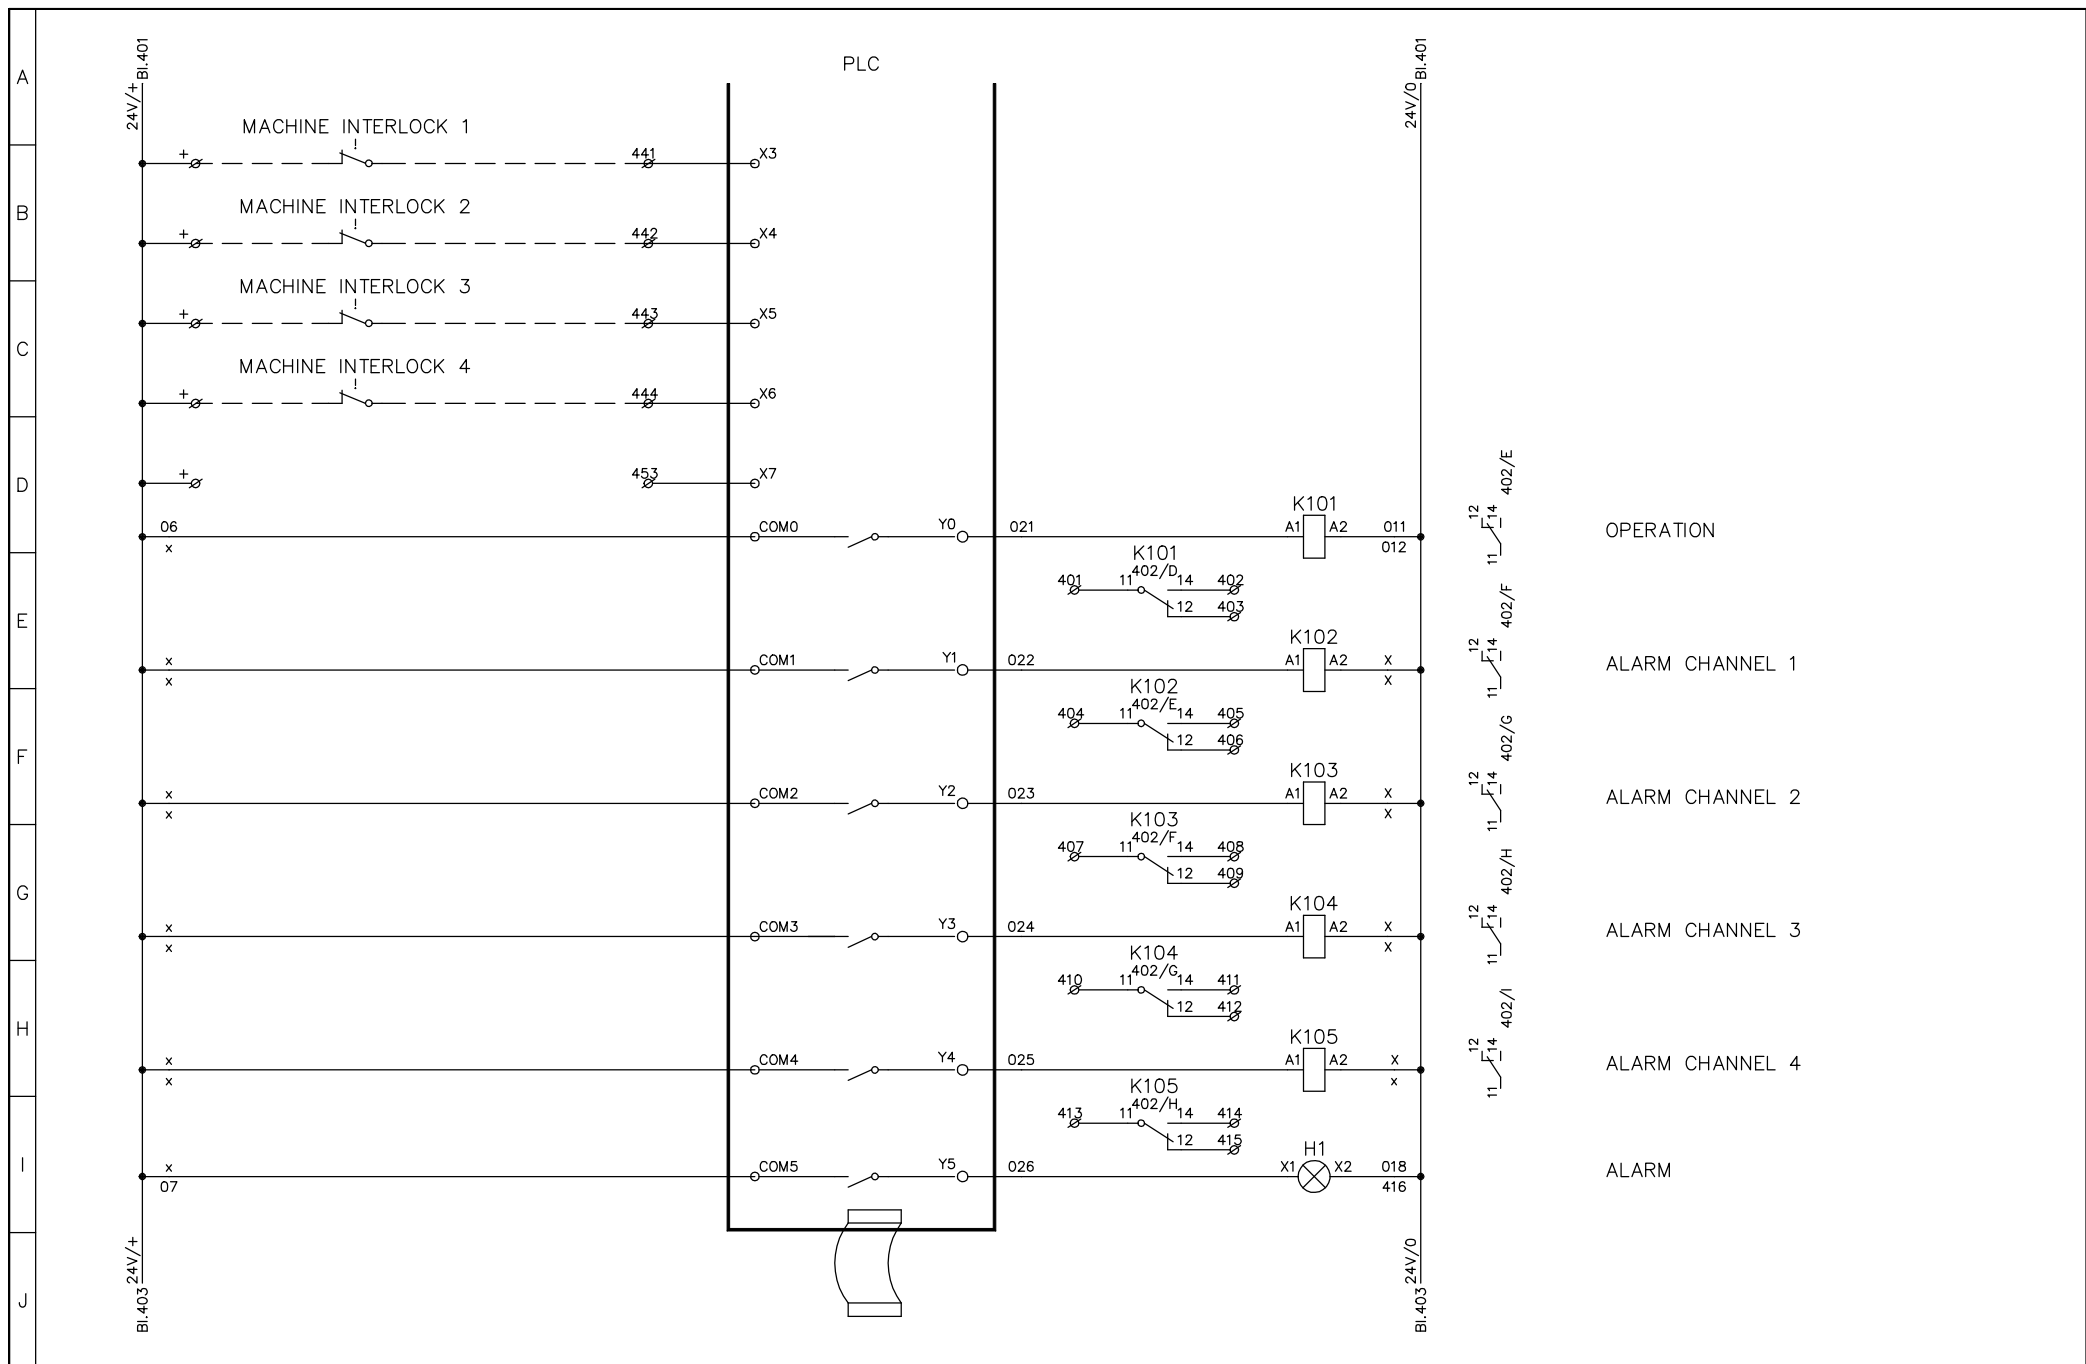 PLC
A
Bl.401
24V/+
Bl.401
24V/0
MACHINE INTERLOCK 1
+
441
X3
B
MACHINE INTERLOCK 2
+
442
X4
MACHINE INTERLOCK 3
+
443
X5
C
MACHINE INTERLOCK 4
+
444
X6
D
+
453
X7
06
x
COM0
Y0
021
K101
A1
A2
011
012
12
14
11
402/E
OPERATION
K101
402/D
401
11
14
402
12
403
E
x
x
COM1
Y1
022
K102
A1
A2
x
x
12
14
11
402/F
ALARM CHANNEL 1
K102
402/E
404
11
14
405
12
406
F
x
x
COM2
Y2
023
K103
A1
A2
x
x
12
14
11
402/G
ALARM CHANNEL 2
K103
402/F
407
11
14
408
12
409
G
x
x
COM3
Y3
024
K104
A1
A2
x
x
12
14
11
402/H
ALARM CHANNEL 3
K104
402/G
410
11
14
411
12
412
H
x
x
COM4
Y4
025
K105
A1
A2
x
x
12
14
11
402/I
ALARM CHANNEL 4
K105
402/H
413
11
14
414
12
415
I
x
07
COM5
Y5
026
H1
X1
X2
018
416
ALARM
J
24V/+
Bl.403
24V/0
Bl.403